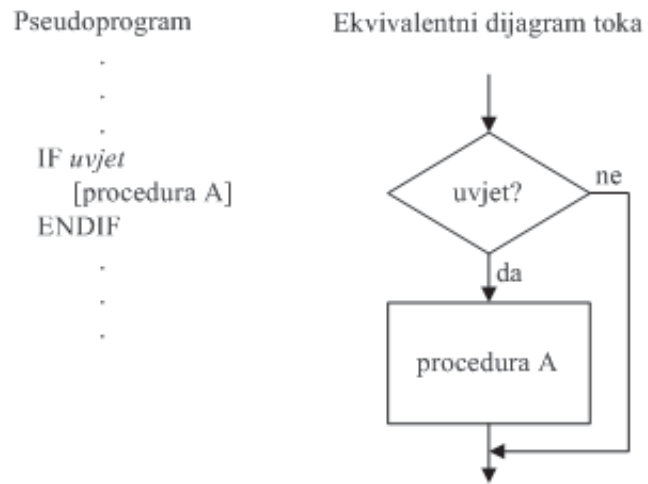 Pseudoprogram
.
.
.
IF uvjet
[procedura A]
ENDIF
.
.
.
Ekvivalentni dijagram toka
uvjet?
ne
da
procedura A